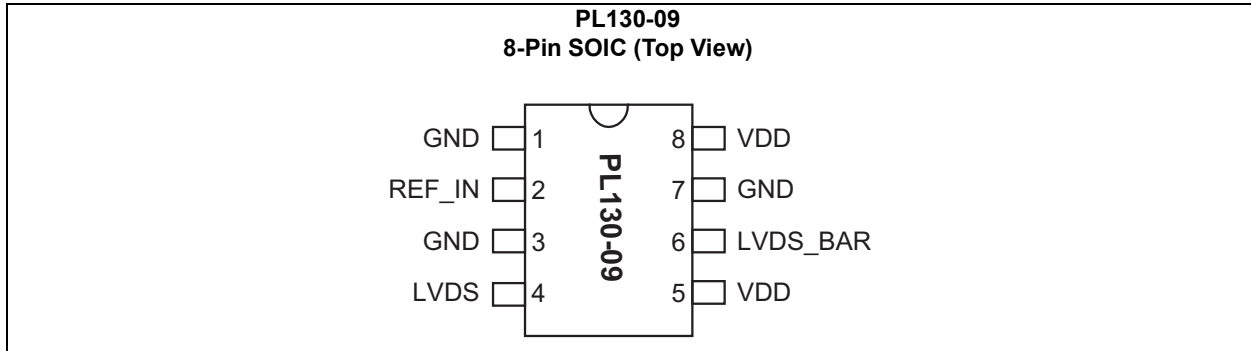 PL130-09
8-Pin SOIC (Top View)
GND 1 8 VDD
REF_IN 2 7 GND
GND 3 6 LVDS_BAR
LVDS 4 5 VDD
PL130-09